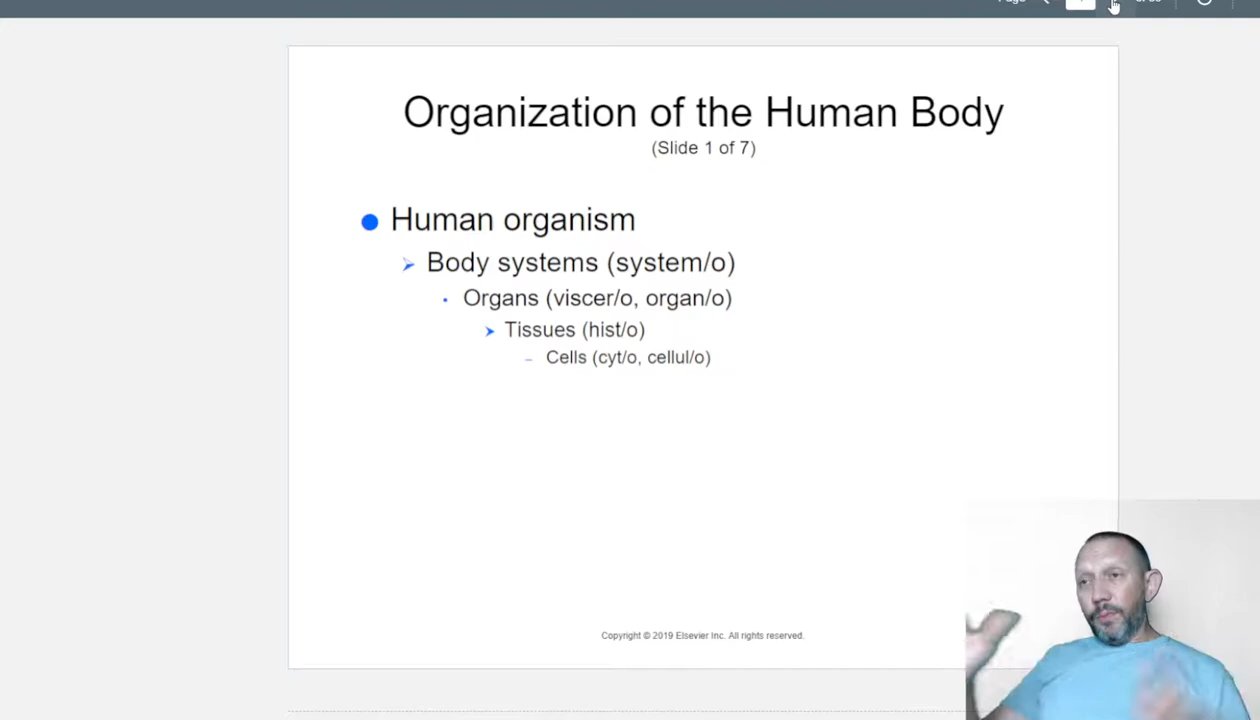 Page
Organization of the Human Body
(Slide 1 of 7)
Human organism
Body systems (system/o)
Organs (viscer/o, organ/o)
Tissues (hist/o)
Cells (cyt/o, cellul/o)
Copyright © 2019 Elsevier Inc. All rights reserved.